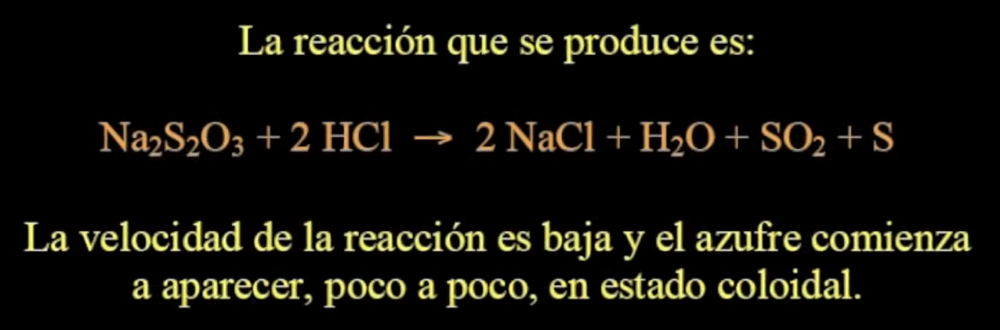 La reacción que se produce es:
Na₂S₂O₃ + 2 HCl → 2 NaCl + H₂O + SO₂ + S
La velocidad de la reacción es baja y el azufre comienza
a aparecer, poco a poco, en estado coloidal.